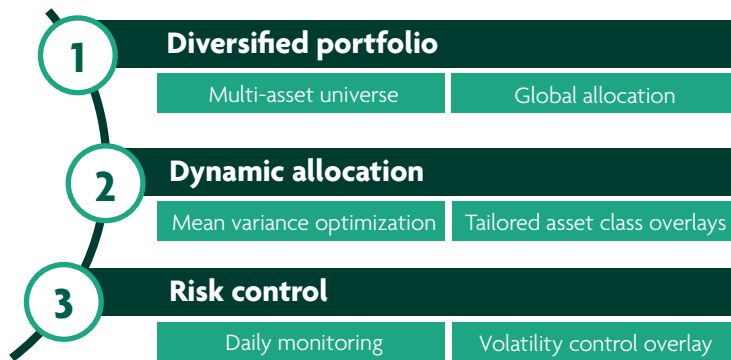 1
Diversified portfolio
Multi-asset universe
Global allocation
2
Dynamic allocation
Mean variance optimization
Tailored asset class overlays
3
Risk control
Daily monitoring
Volatility control overlay